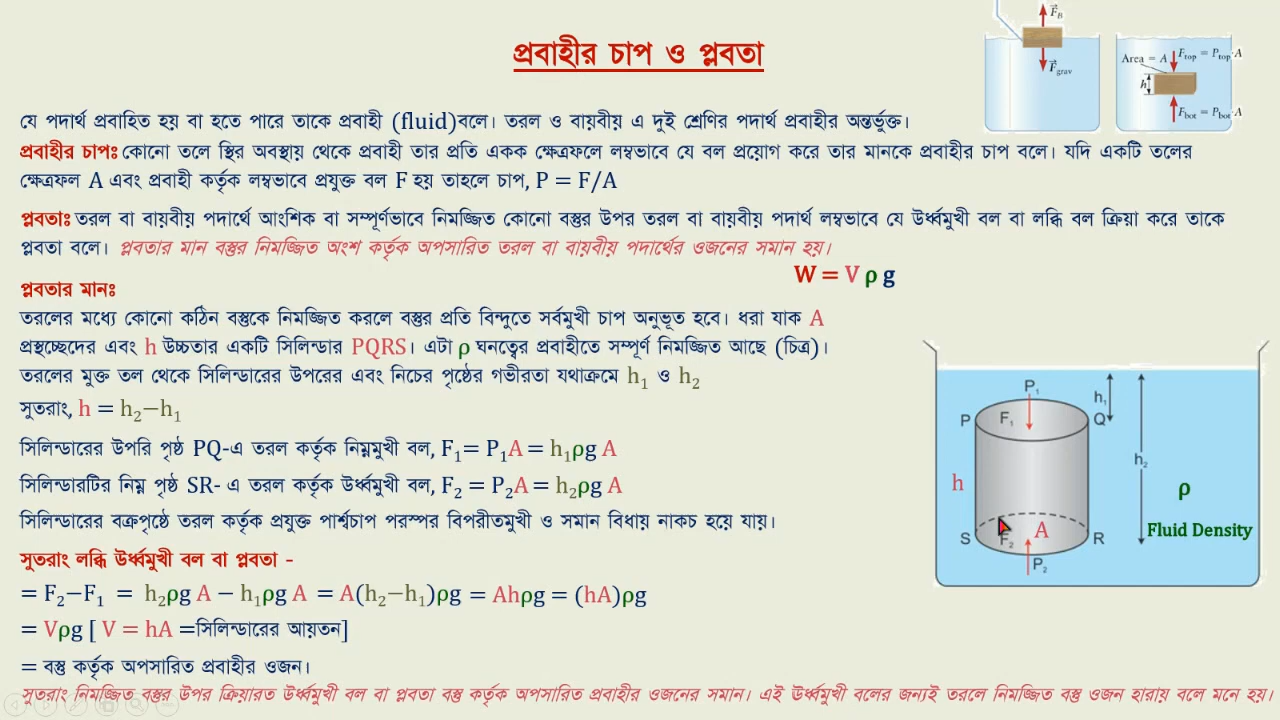 প্রবাহীর চাপ ও প্লবতা
F_B
F_grav
Area = A
F_top = P_top·A
h
F_bot = P_bot·A
যে পদার্থ প্রবাহিত হয় বা হতে পারে তাকে প্রবাহী (fluid)বলে। তরল ও বায়বীয় এ দুই শ্রেণির পদার্থ প্রবাহীর অন্তর্ভুক্ত।
প্রবাহীর চাপঃ কোনো তলে স্থির অবস্থায় থেকে প্রবাহী তার প্রতি একক ক্ষেত্রফলে লম্বভাবে যে বল প্রয়োগ করে তার মানকে প্রবাহীর চাপ বলে। যদি একটি তলের
ক্ষেত্রফল A এবং প্রবাহী কর্তৃক লম্বভাবে প্রযুক্ত বল F হয় তাহলে চাপ, P = F/A
প্লবতাঃ তরল বা বায়বীয় পদার্থে আংশিক বা সম্পূর্ণভাবে নিমজ্জিত কোনো বস্তুর উপর তরল বা বায়বীয় পদার্থ লম্বভাবে যে উর্ধ্বমুখী বল বা লব্ধি বল ক্রিয়া করে তাকে
প্লবতা বলে। প্লবতার মান বস্তুর নিমজ্জিত অংশ কর্তৃক অপসারিত তরল বা বায়বীয় পদার্থের ওজনের সমান হয়।
W = V ρ g
প্লবতার মানঃ
তরলের মধ্যে কোনো কঠিন বস্তুকে নিমজ্জিত করলে বস্তুর প্রতি বিন্দুতে সর্বমুখী চাপ অনুভূত হবে। ধরা যাক A
প্রস্থচ্ছেদের এবং h উচ্চতার একটি সিলিন্ডার PQRS। এটা ρ ঘনত্বের প্রবাহীতে সম্পূর্ণ নিমজ্জিত আছে (চিত্র)।
তরলের মুক্ত তল থেকে সিলিন্ডারের উপরের এবং নিচের পৃষ্ঠের গভীরতা যথাক্রমে h₁ ও h₂
সুতরাং, h = h₂−h₁
সিলিন্ডারের উপরি পৃষ্ঠ PQ-এ তরল কর্তৃক নিম্নমুখী বল, F₁= P₁A = h₁ρg A
সিলিন্ডারটির নিম্ন পৃষ্ঠ SR- এ তরল কর্তৃক উর্ধ্বমুখী বল, F₂ = P₂A = h₂ρg A
সিলিন্ডারের বক্রপৃষ্ঠে তরল কর্তৃক প্রযুক্ত পার্শ্বচাপ পরস্পর বিপরীতমুখী ও সমান বিধায় নাকচ হয়ে যায়।
সুতরাং লব্ধি উর্ধ্বমুখী বল বা প্লবতা -
= F₂−F₁ = h₂ρg A − h₁ρg A = A(h₂−h₁)ρg = Ahρg = (hA)ρg
= Vρg [ V = hA =সিলিন্ডারের আয়তন]
= বস্তু কর্তৃক অপসারিত প্রবাহীর ওজন।
সুতরাং নিমজ্জিত বস্তুর উপর ক্রিয়ারত উর্ধ্বমুখী বল বা প্লবতা বস্তু কর্তৃক অপসারিত প্রবাহীর ওজনের সমান। এই ঊর্ধ্বমুখী বলের জন্যই তরলে নিমজ্জিত বস্তু ওজন হারায় বলে মনে হয়।
P₁
h₁
P
F₁
Q
h₂
h
ρ
A
Fluid Density
S
F₂
R
P₂